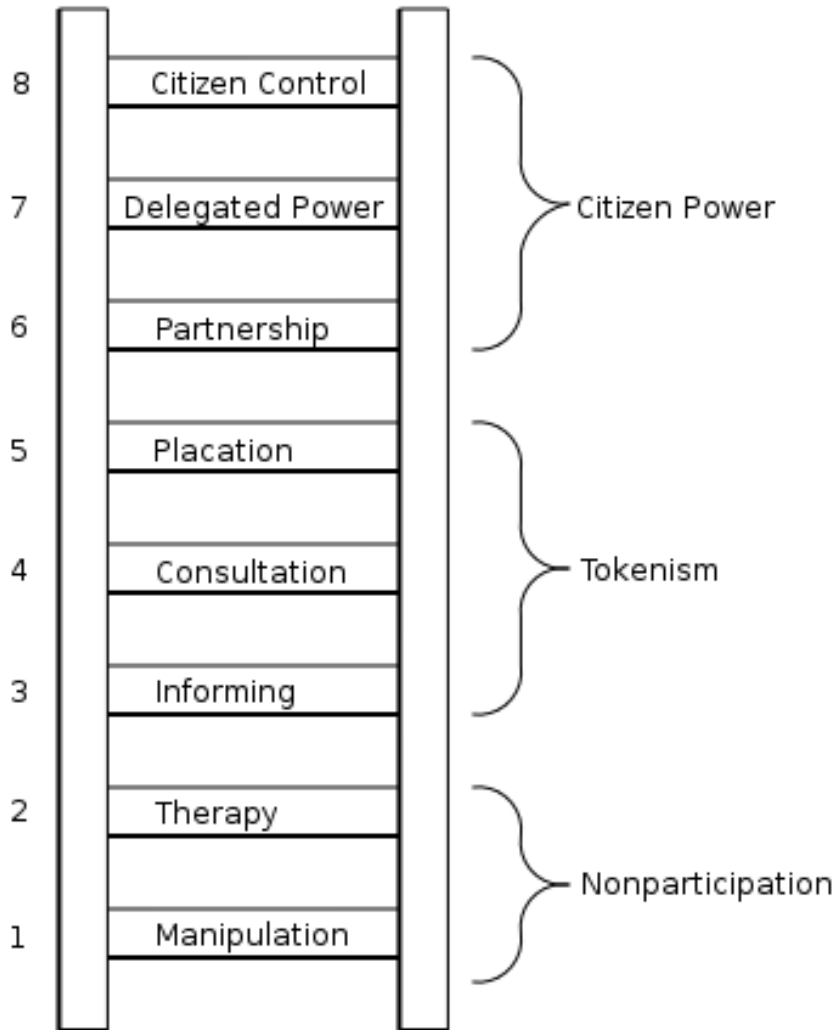 8 Citizen Control
7 Delegated Power Citizen Power
6 Partnership
5 Placation
4 Consultation Tokenism
3 Informing
2 Therapy
Nonparticipation
1 Manipulation